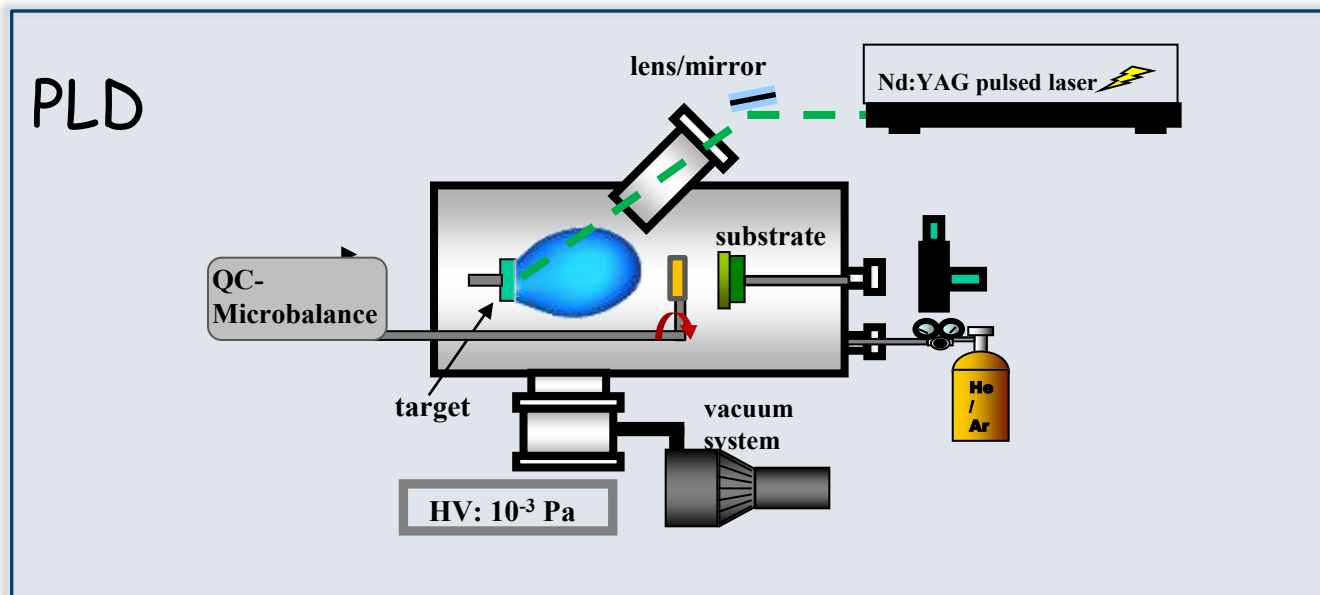 PLD
lens/mirror
Nd:YAG pulsed laser
substrate
QC-
Microbalance
target
vacuum
system
He
/
Ar
HV: 10⁻³ Pa